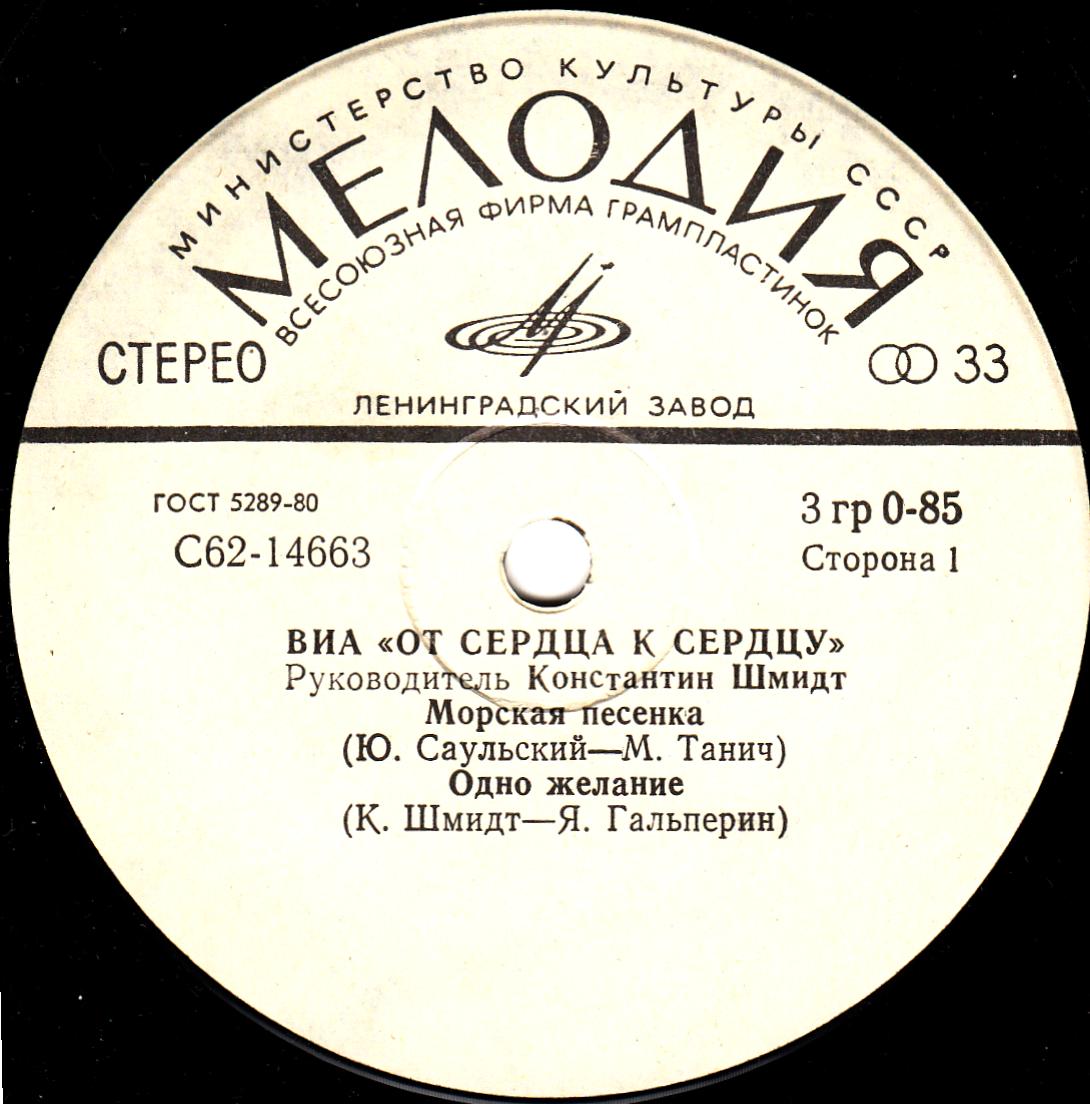 МИНИСТЕРСТВО КУЛЬТУРЫ СССР
МЕЛОДИЯ
ВСЕСОЮЗНАЯ ФИРМА ГРАМПЛАСТИНОК
СТЕРЕО
33
ЛЕНИНГРАДСКИЙ ЗАВОД
ГОСТ 5289-80
3 гр 0-85
С62-14663
Сторона 1
ВИА «ОТ СЕРДЦА К СЕРДЦУ»
Руководитель Константин Шмидт
Морская песенка
(Ю. Саульский—М. Танич)
Одно желание
(К. Шмидт—Я. Гальперин)